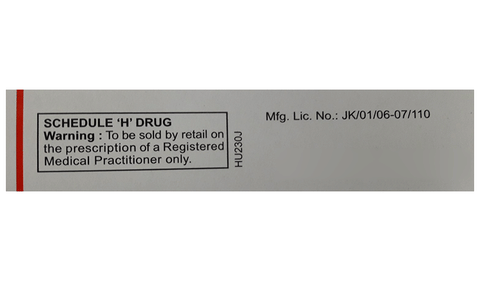 SCHEDULE ‘H’ DRUG
Warning : To be sold by retail on
the prescription of a Registered
Medical Practitioner only.
HU230J
Mfg. Lic. No.: JK/01/06-07/110